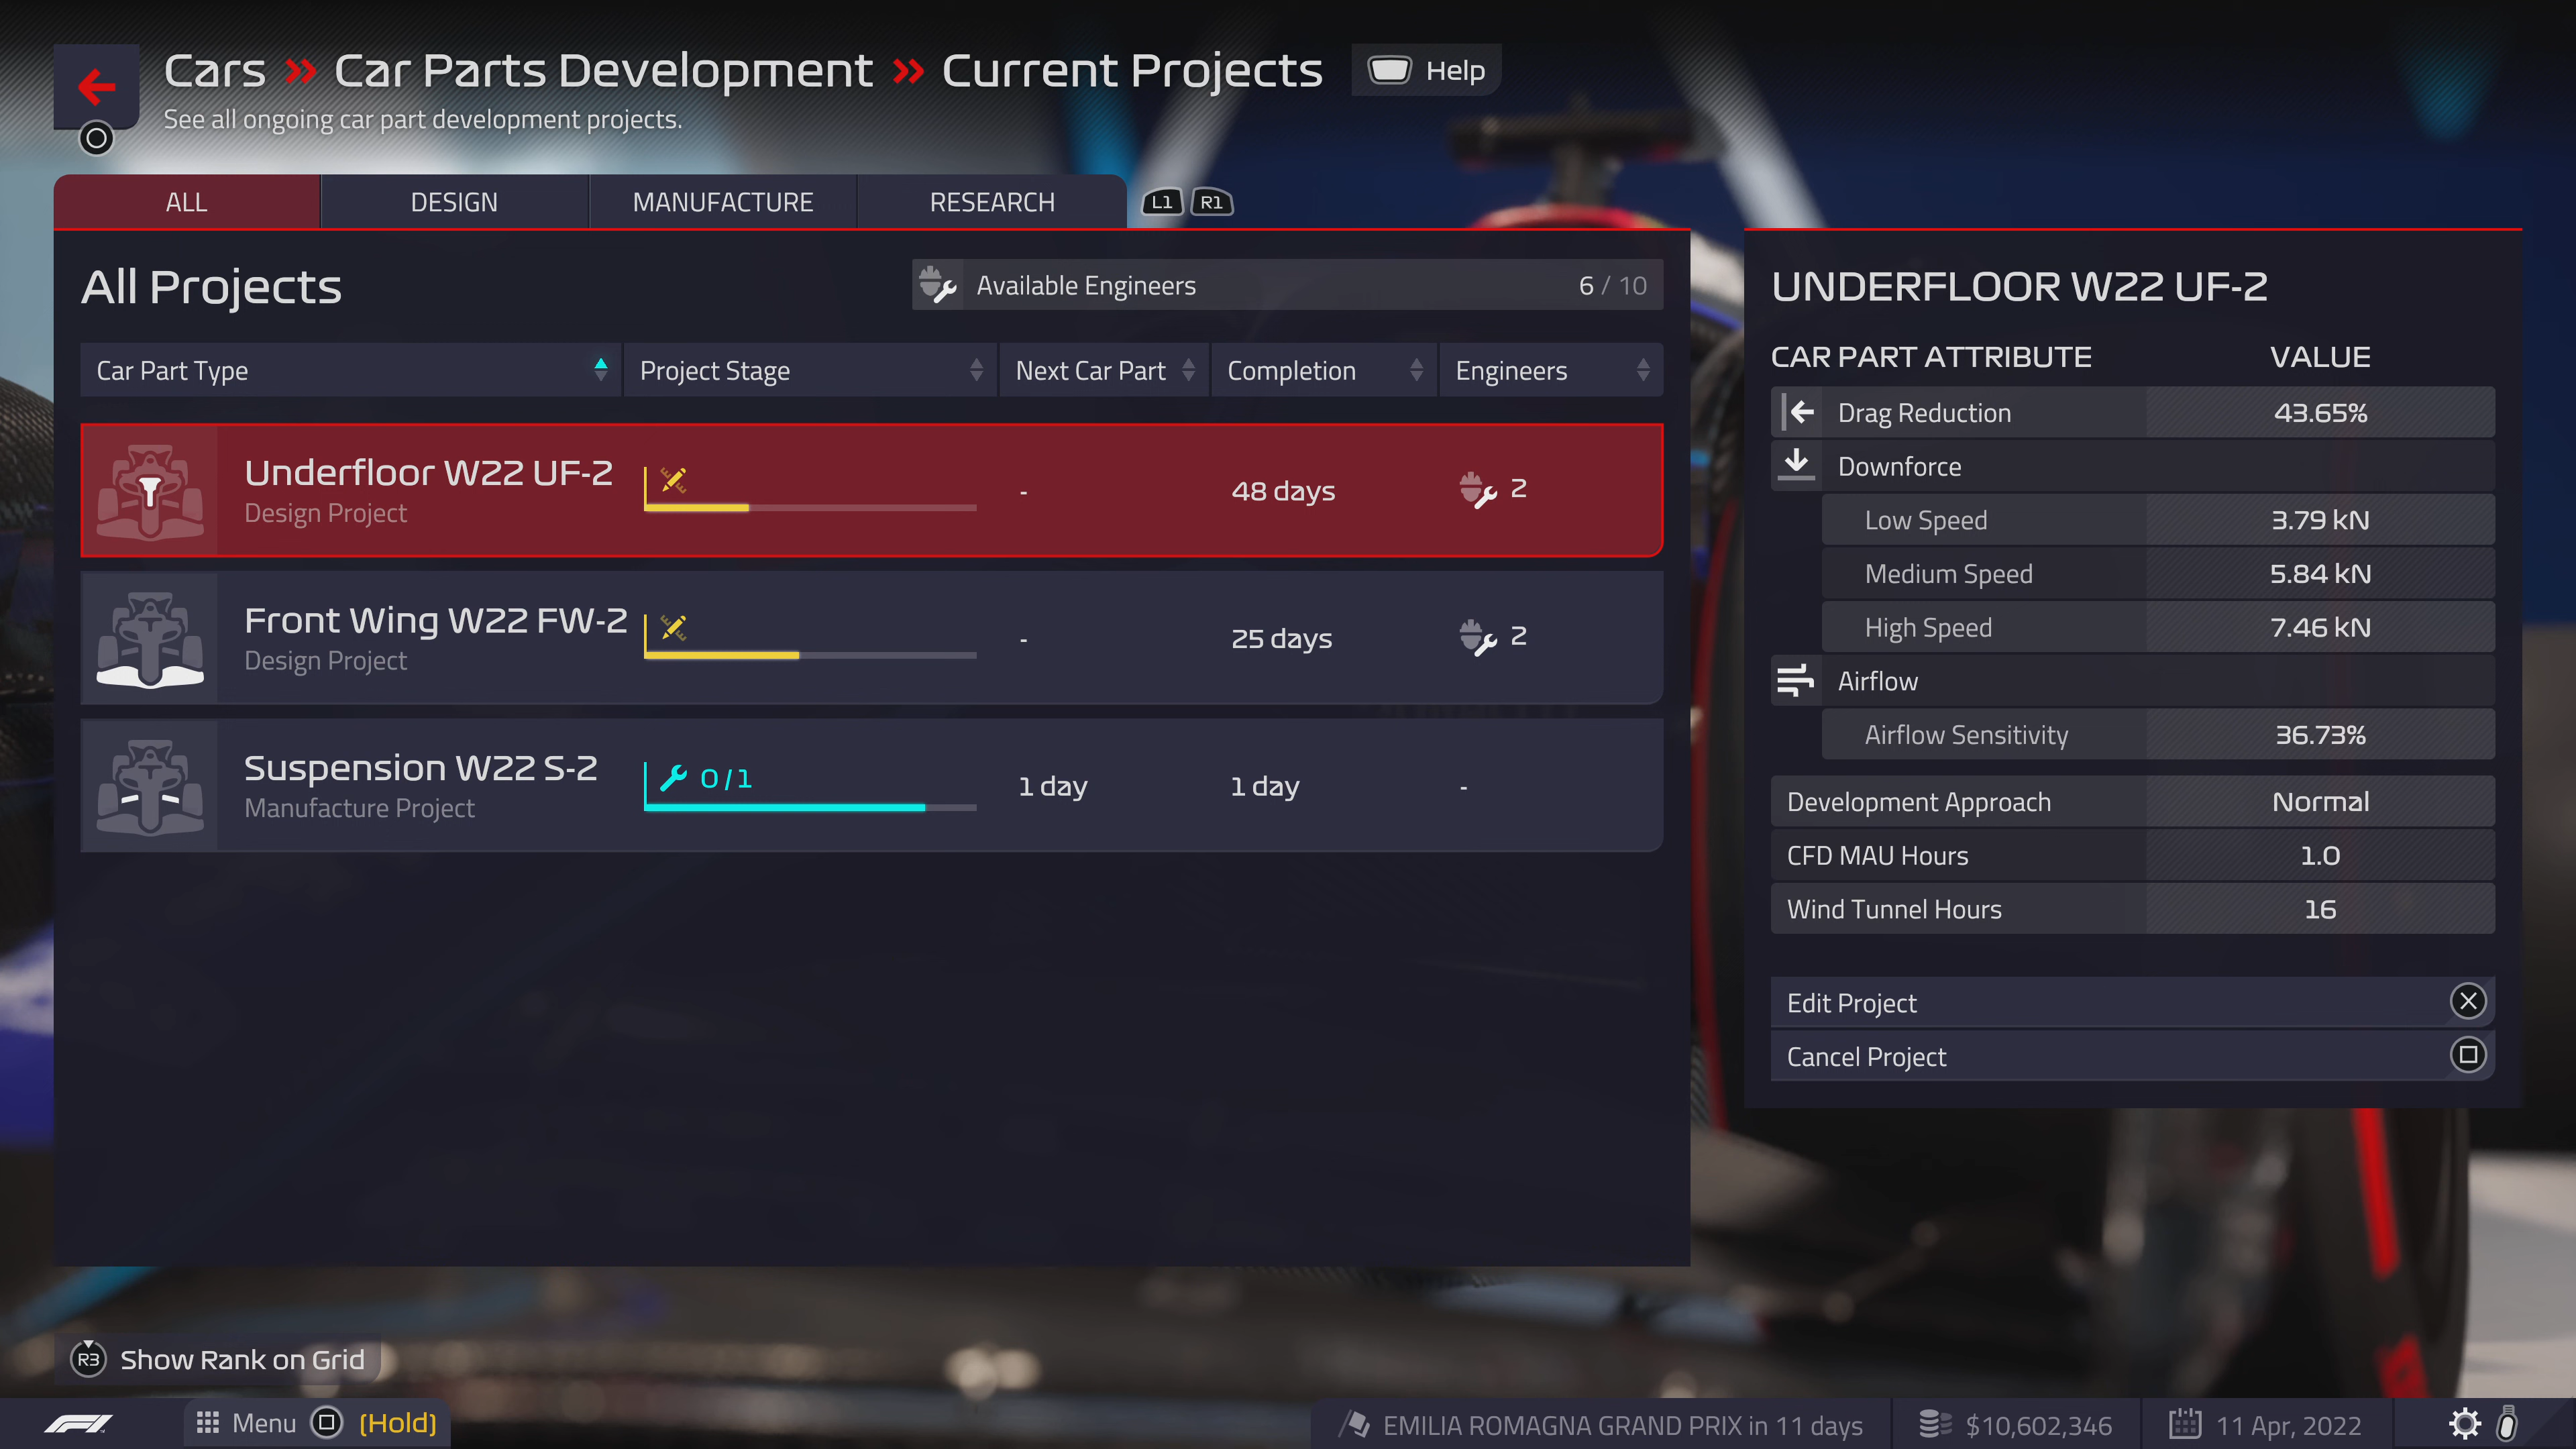 Cars » Car Parts Development » Current Projects
Help
See all ongoing car part development projects.
ALL DESIGN MANUFACTURE RESEARCH L1 R1
All Projects
Available Engineers 6 / 10
Car Part Type Project Stage Next Car Part Completion Engineers
Underfloor W22 UF-2
Design Project
- 48 days 2
Front Wing W22 FW-2
Design Project
- 25 days 2
Suspension W22 S-2
Manufacture Project
0/1 1 day 1 day -
UNDERFLOOR W22 UF-2
CAR PART ATTRIBUTE VALUE
Drag Reduction 43.65%
Downforce
Low Speed 3.79 kN
Medium Speed 5.84 kN
High Speed 7.46 kN
Airflow
Airflow Sensitivity 36.73%
Development Approach Normal
CFD MAU Hours 1.0
Wind Tunnel Hours 16
Edit Project
Cancel Project
R3 Show Rank on Grid
F1 Menu (Hold) EMILIA ROMAGNA GRAND PRIX in 11 days $10,602,346 11 Apr, 2022